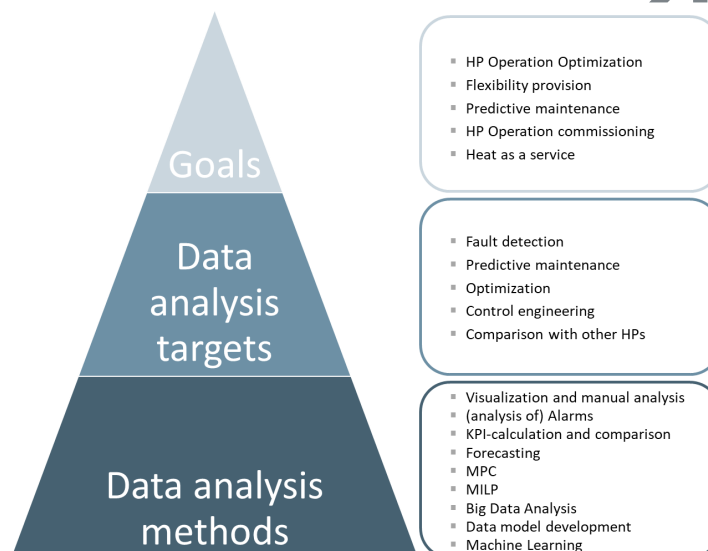 Goals
HP Operation Optimization
Flexibility provision
Predictive maintenance
HP Operation commissioning
Heat as a service
Data
analysis
targets
Fault detection
Predictive maintenance
Optimization
Control engineering
Comparison with other HPs
Data analysis
methods
Visualization and manual analysis
(analysis of) Alarms
KPI-calculation and comparison
Forecasting
MPC
MILP
Big Data Analysis
Data model development
Machine Learning